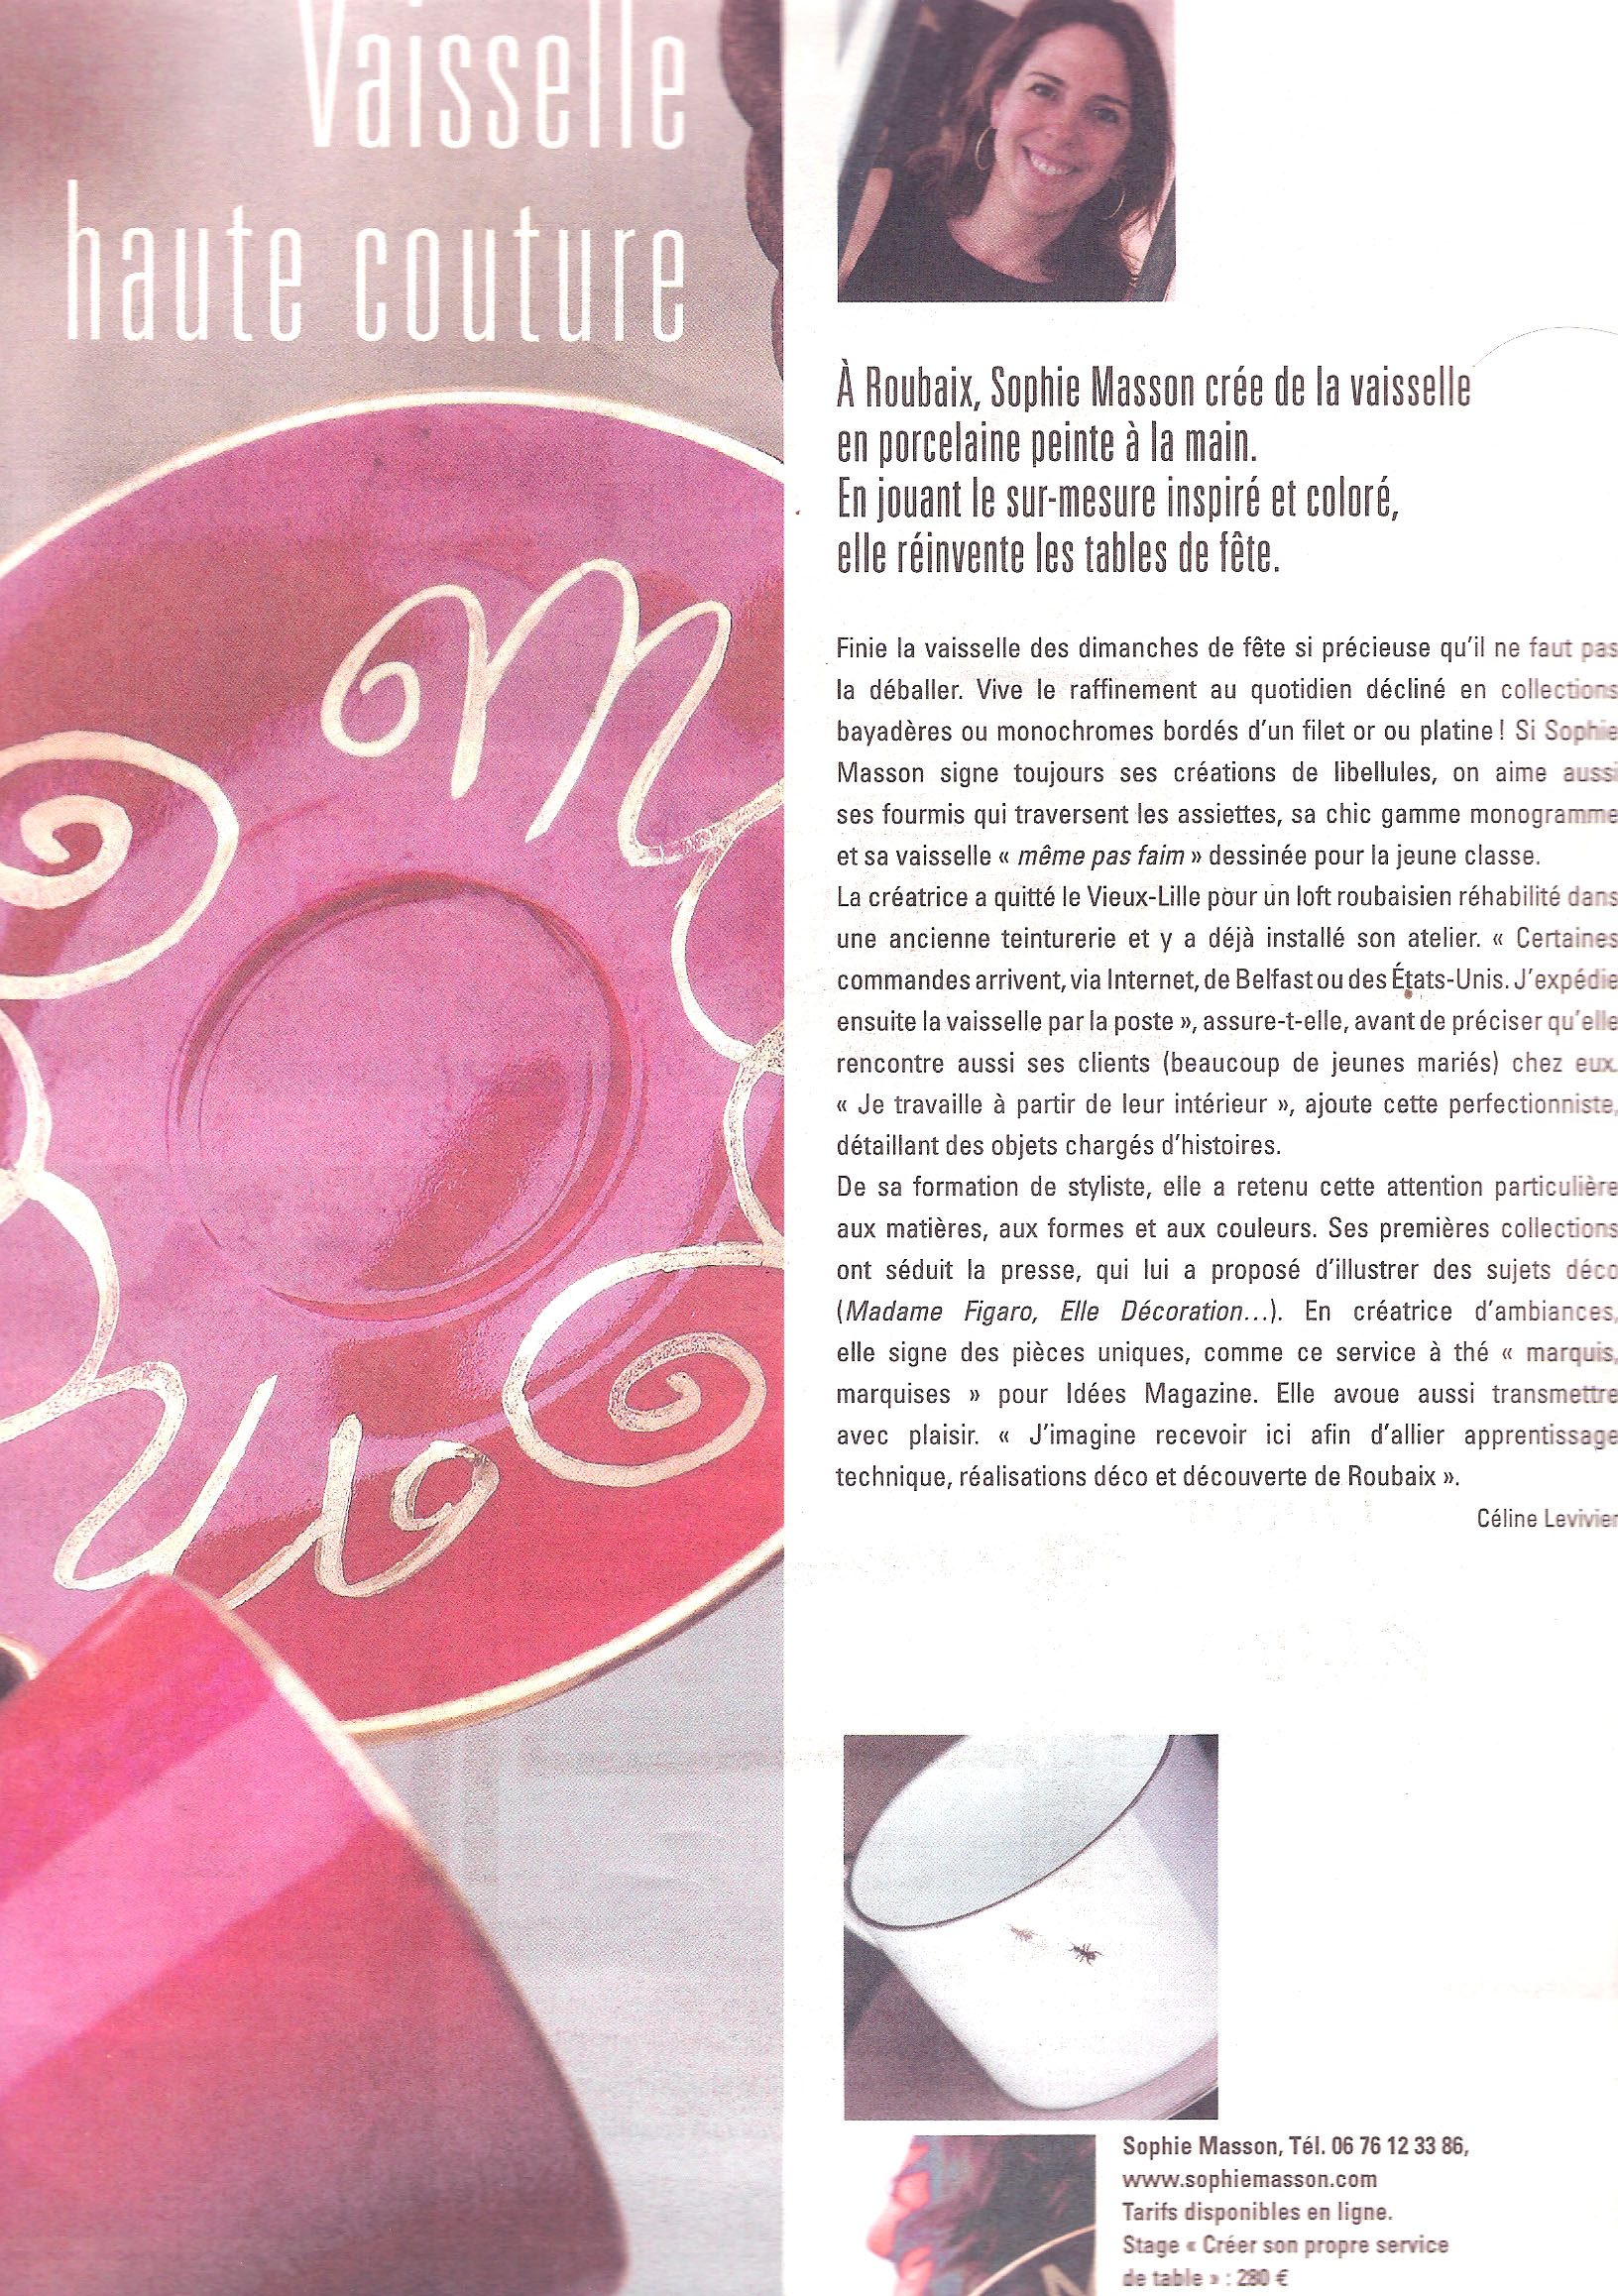 Vaisselle
haute couture
À Roubaix, Sophie Masson crée de la vaisselle
en porcelaine peinte à la main.
En jouant le sur-mesure inspiré et coloré,
elle réinvente les tables de fête.
Finie la vaisselle des dimanches de fête si précieuse qu'il ne faut pas
la déballer. Vive le raffinement au quotidien décliné en collections
bayadères ou monochromes bordés d'un filet or ou platine ! Si Sophie
Masson signe toujours ses créations de libellules, on aime aussi
ses fourmis qui traversent les assiettes, sa chic gamme monogramme
et sa vaisselle « même pas faim » dessinée pour la jeune classe.
La créatrice a quitté le Vieux-Lille pour un loft roubaisien réhabilité dans
une ancienne teinturerie et y a déjà installé son atelier. « Certaines
commandes arrivent, via Internet, de Belfast ou des États-Unis. J'expédie
ensuite la vaisselle par la poste », assure-t-elle, avant de préciser qu'elle
rencontre aussi ses clients (beaucoup de jeunes mariés) chez eux.
« Je travaille à partir de leur intérieur », ajoute cette perfectionniste,
détaillant des objets chargés d'histoires.
De sa formation de styliste, elle a retenu cette attention particulière
aux matières, aux formes et aux couleurs. Ses premières collections
ont séduit la presse, qui lui a proposé d'illustrer des sujets déco
(Madame Figaro, Elle Décoration...). En créatrice d'ambiances,
elle signe des pièces uniques, comme ce service à thé « marquis,
marquises » pour Idées Magazine. Elle avoue aussi transmettre
avec plaisir. « J'imagine recevoir ici afin d'allier apprentissage
technique, réalisations déco et découverte de Roubaix ».
Céline Levivier
Sophie Masson, Tél. 06 76 12 33 86,
www.sophiemasson.com
Tarifs disponibles en ligne.
Stage « Créer son propre service
de table » : 280 €